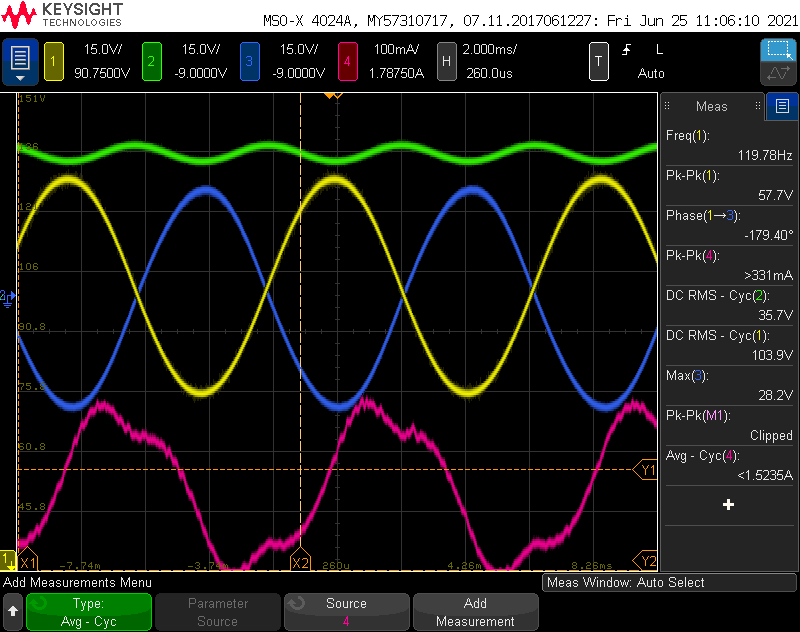 KEYSIGHT
TECHNOLOGIES
MSO-X 4024A, MY57310717, 07.11.2017061227: Fri Jun 25 11:06:10 2021
1 15.0V/ 90.7500V 2 15.0V/ -9.0000V 3 15.0V/ -9.0000V 4 100mA/ 1.78750A H 2.000ms/ 260.0us T L Auto
151V
136
121
106
90.8
75.8
60.8
45.8
-7.74m -3.74m 260u 4.26m 8.26ms
X1 X2 Y1 Y2
1
Meas
Freq(1):
119.78Hz
Pk-Pk(1):
57.7V
Phase(1→3):
-179.40°
Pk-Pk(4):
>331mA
DC RMS - Cyc(2):
35.7V
DC RMS - Cyc(1):
103.9V
Max(3):
28.2V
Pk-Pk(M1):
Clipped
Avg - Cyc(4):
<1.5235A
Add Measurements Menu
Meas Window: Auto Select
Type:
Avg - Cyc
Parameter
Source
Source
4
Add
Measurement